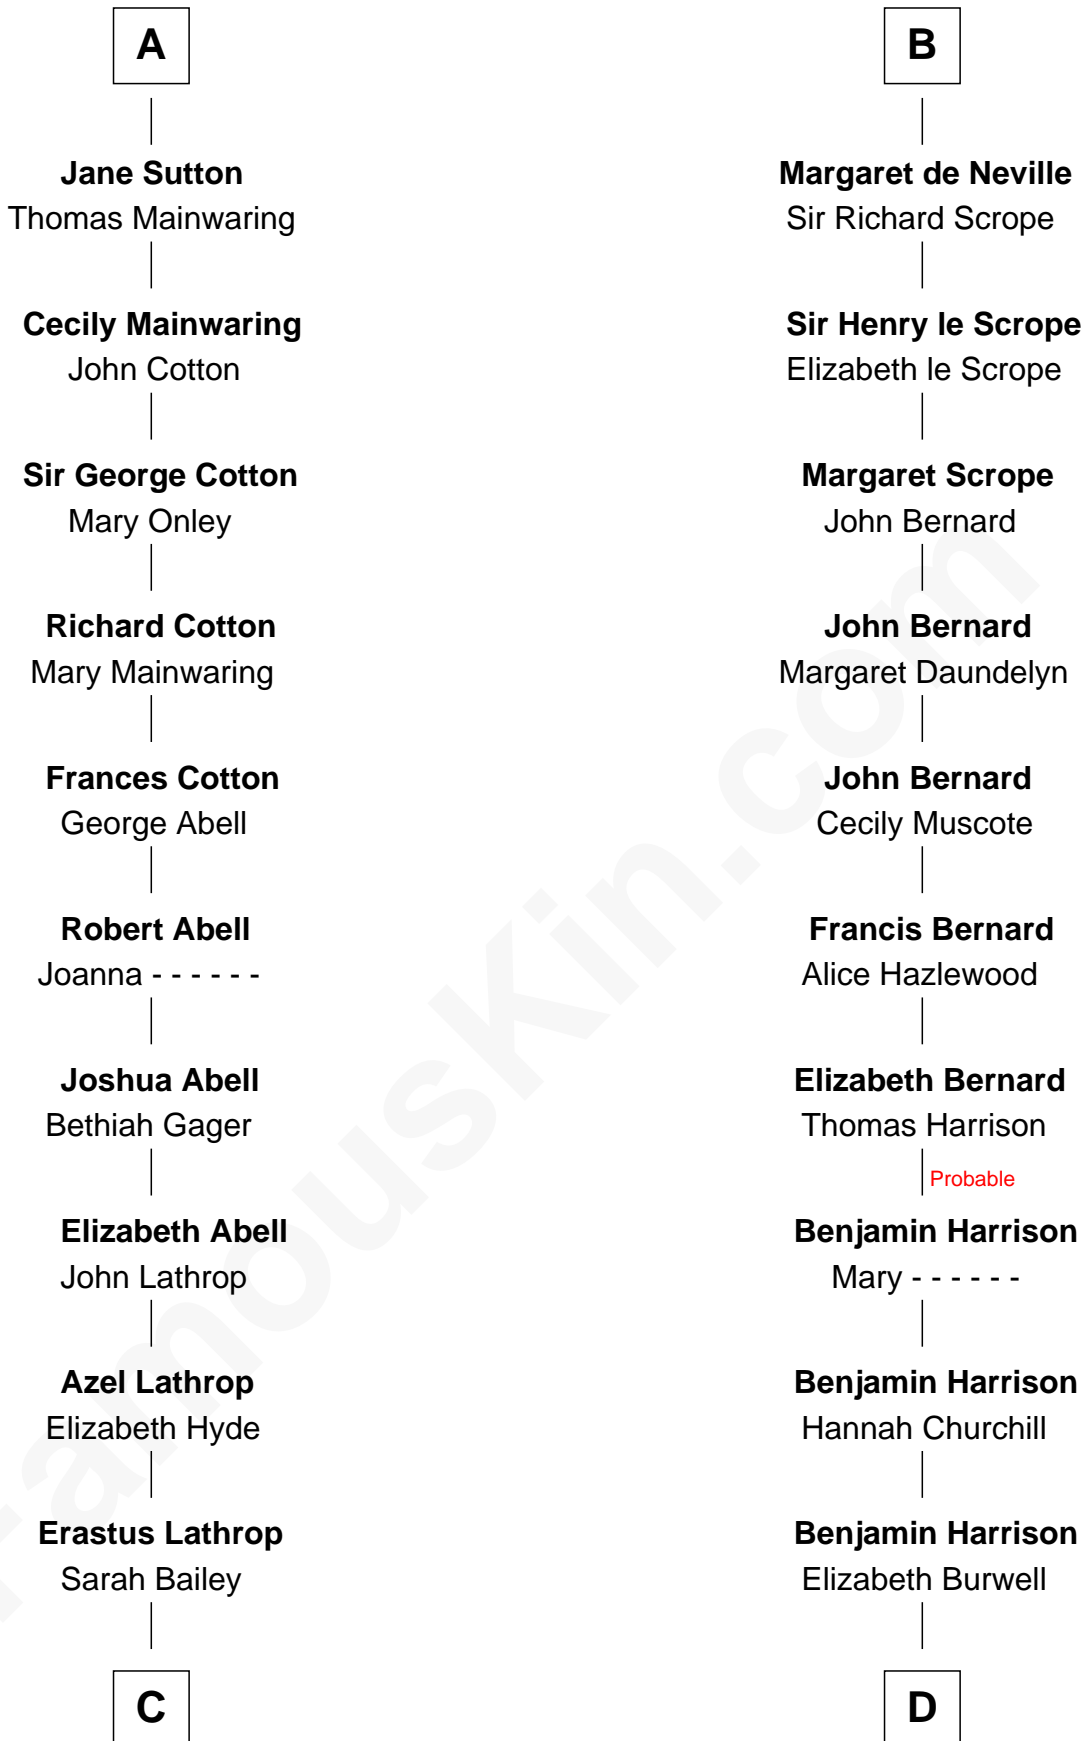 A
Jane Sutton
Thomas Mainwaring
Cecily Mainwaring
John Cotton
Sir George Cotton
Mary Onley
Richard Cotton
Mary Mainwaring
Frances Cotton
George Abell
Robert Abell
Joanna - - - - - -
Joshua Abell
Bethiah Gager
Elizabeth Abell
John Lathrop
Azel Lathrop
Elizabeth Hyde
Erastus Lathrop
Sarah Bailey
C
B
Margaret de Neville
Sir Richard Scrope
Sir Henry le Scrope
Elizabeth le Scrope
Margaret Scrope
John Bernard
John Bernard
Margaret Daundelyn
John Bernard
Cecily Muscote
Francis Bernard
Alice Hazlewood
Elizabeth Bernard
Thomas Harrison
Probable
Benjamin Harrison
Mary - - - - - -
Benjamin Harrison
Hannah Churchill
Benjamin Harrison
Elizabeth Burwell
D
FamousKin.com